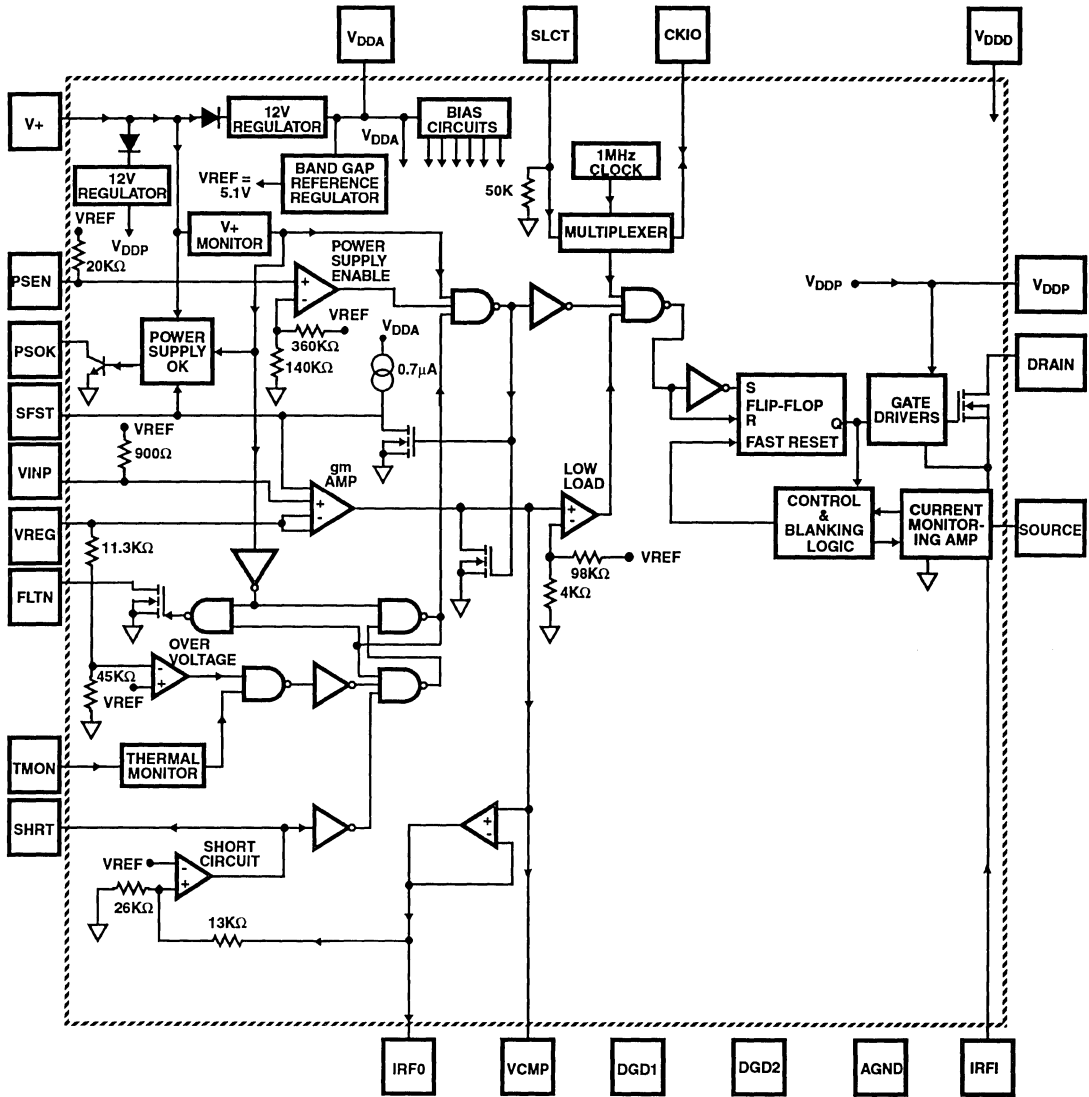 VDDA
SLCT
CKIO
VDDD
V+
12V
REGULATOR
VDDA
BIAS
CIRCUITS
12V
REGULATOR
VREF =
5.1V
BAND GAP
REFERENCE
REGULATOR
50K
1MHz
CLOCK
MULTIPLEXER
VREF
VDDP
V+
MONITOR
20KΩ
PSEN
POWER
SUPPLY
ENABLE
+
-
VREF
360KΩ
140KΩ
VDDA
0.7µA
VDDP
VDDP
PSOK
POWER
SUPPLY
OK
DRAIN
SFST
S
FLIP-FLOP
R
Q
FAST RESET
GATE
DRIVERS
VREF
900Ω
VINP
gm
AMP
+
-
LOW
LOAD
+
-
CONTROL
&
BLANKING
LOGIC
CURRENT
MONITOR-
ING AMP
SOURCE
VREG
11.3KΩ
98KΩ
VREF
4KΩ
FLTN
OVER
VOLTAGE
-
+
45KΩ
VREF
TMON
THERMAL
MONITOR
SHRT
+
-
SHORT
CIRCUIT
VREF
-
+
26KΩ
13KΩ
IRF0
VCMP
DGD1
DGD2
AGND
IRFI